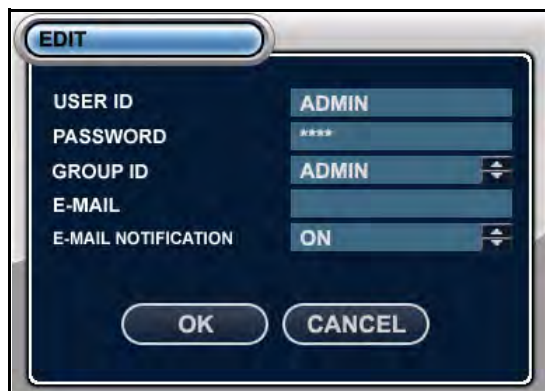 EDIT
USER ID ADMIN
PASSWORD ****
GROUP ID ADMIN
E-MAIL
E-MAIL NOTIFICATION ON
OK CANCEL